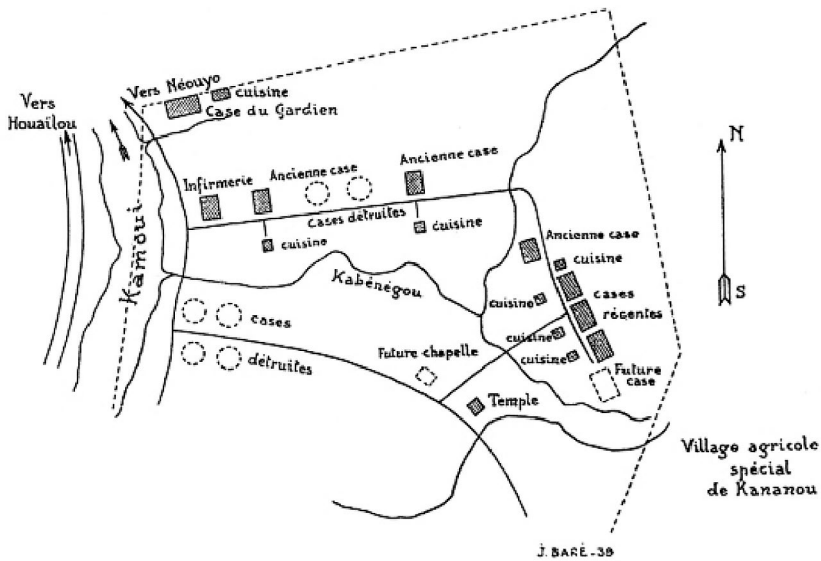 Vers Néouyo
cuisine
Case du Gardien
Vers
Houaïlou
N
Ancienne case
Ancienne case
Infirmerie
Cases détruites
cuisine
cuisine
Kamoui
Kabénégou
Ancienne case
cuisine
S
cuisine
cases
récentes
cases
détruites
cuisine
cuisine
Future chapelle
Future
case
Temple
Village agricole
spécial
de Kananou
J. BARÉ-39